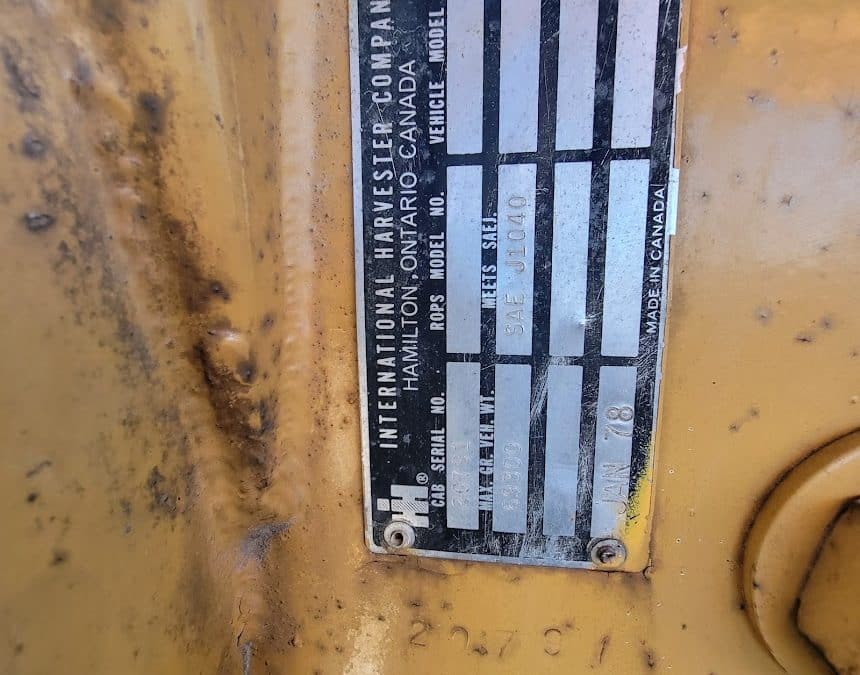 INTERNATIONAL HARVESTER COMPAN
HAMILTON, ONTARIO CANADA
CAB SERIAL NO. ROPS MODEL NO. VEHICLE MODEL
MAX. GR. VEH. WT. MEETS SAEJ.
SAE J1040
JAN 78
MADE IN CANADA
IH®